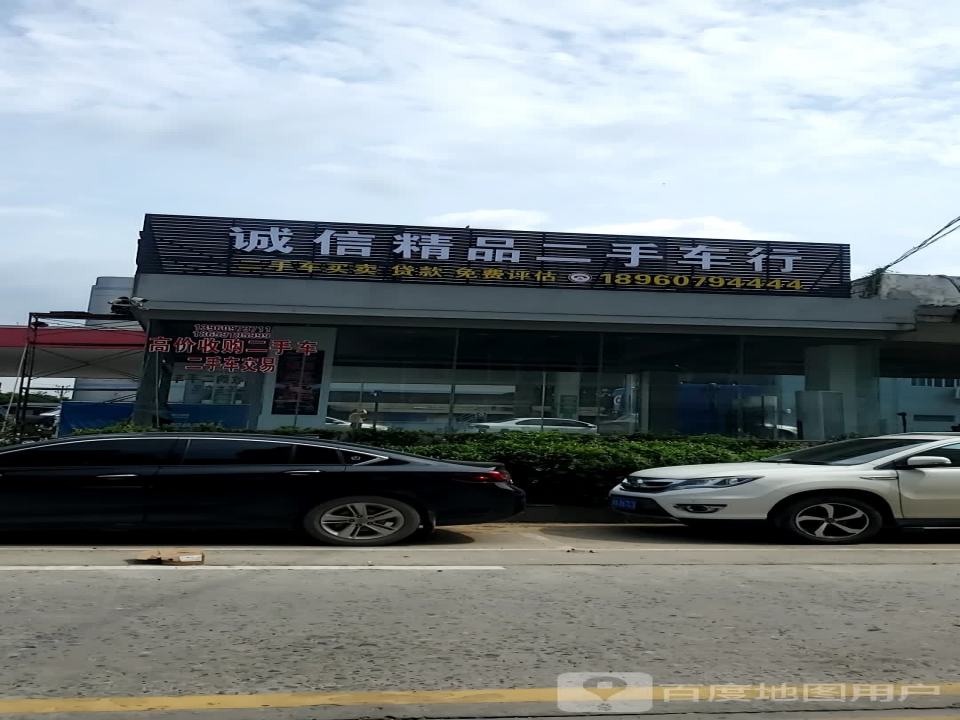 诚信精品二手车行
二手车买卖 贷款 免费评估 18960794444
高价收购二手车
二手车交易
百度地图用户